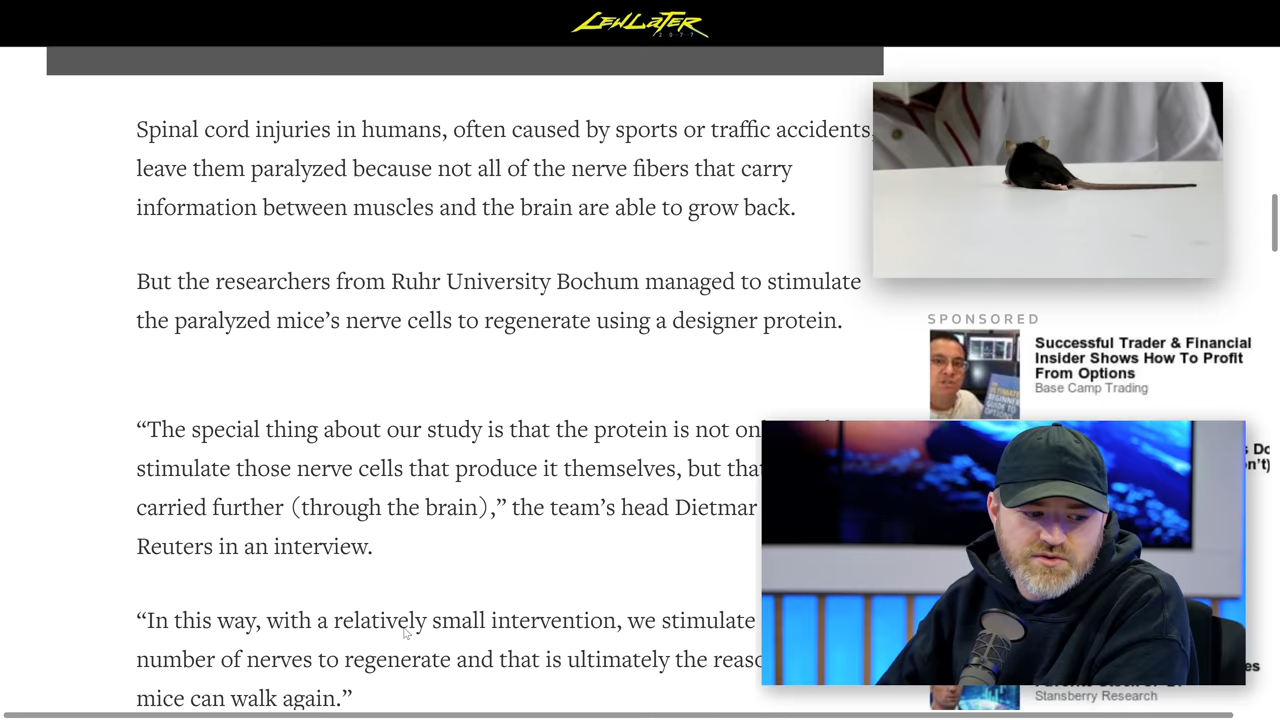 LEWLATER
2077
Spinal cord injuries in humans, often caused by sports or traffic accidents,
leave them paralyzed because not all of the nerve fibers that carry
information between muscles and the brain are able to grow back.
But the researchers from Ruhr University Bochum managed to stimulate
the paralyzed mice’s nerve cells to regenerate using a designer protein.
“The special thing about our study is that the protein is not
stimulate those nerve cells that produce it themselves, but
carried further (through the brain),” the team’s head Dietmar
Reuters in an interview.
“In this way, with a relatively small intervention, we stimulate
number of nerves to regenerate and that is ultimately the
mice can walk again.”
SPONSORED
Successful Trader & Financial
Insider Shows How To Profit
From Options
Base Camp Trading
Stansberry Research